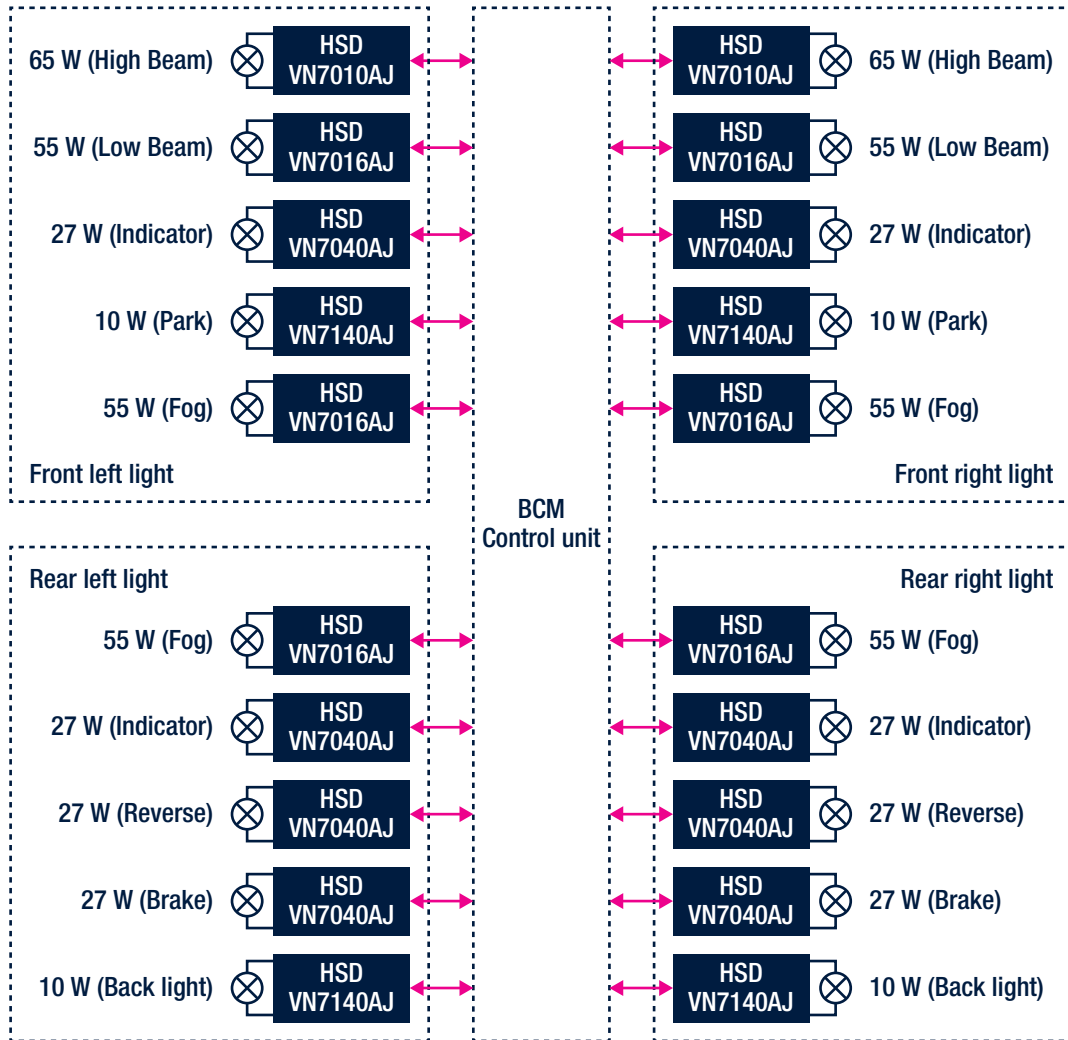 65 W (High Beam)
HSD
VN7010AJ
55 W (Low Beam)
HSD
VN7016AJ
27 W (Indicator)
HSD
VN7040AJ
10 W (Park)
HSD
VN7140AJ
55 W (Fog)
HSD
VN7016AJ
Front left light
HSD
VN7010AJ
65 W (High Beam)
HSD
VN7016AJ
55 W (Low Beam)
HSD
VN7040AJ
27 W (Indicator)
HSD
VN7140AJ
10 W (Park)
HSD
VN7016AJ
55 W (Fog)
Front right light
BCM
Control unit
Rear left light
55 W (Fog)
HSD
VN7016AJ
27 W (Indicator)
HSD
VN7040AJ
27 W (Reverse)
HSD
VN7040AJ
27 W (Brake)
HSD
VN7040AJ
10 W (Back light)
HSD
VN7140AJ
Rear right light
HSD
VN7016AJ
55 W (Fog)
HSD
VN7040AJ
27 W (Indicator)
HSD
VN7040AJ
27 W (Reverse)
HSD
VN7040AJ
27 W (Brake)
HSD
VN7140AJ
10 W (Back light)